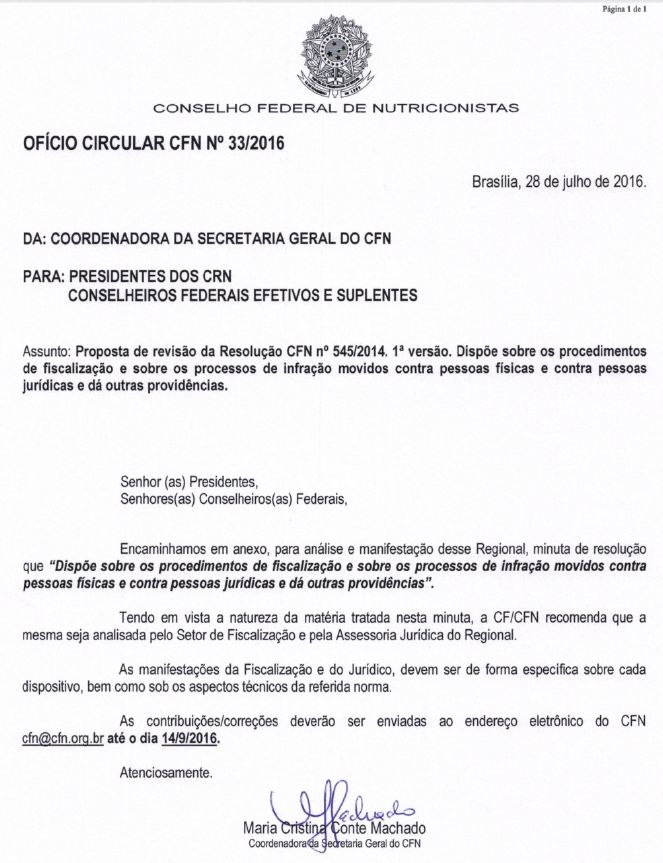 Página 1 de 1
CONSELHO FEDERAL DE NUTRICIONISTAS
OFÍCIO CIRCULAR CFN Nº 33/2016
Brasília, 28 de julho de 2016.
DA: COORDENADORA DA SECRETARIA GERAL DO CFN
PARA: PRESIDENTES DOS CRN
CONSELHEIROS FEDERAIS EFETIVOS E SUPLENTES
Assunto: Proposta de revisão da Resolução CFN nº 545/2014. 1ª versão. Dispõe sobre os procedimentos
de fiscalização e sobre os processos de infração movidos contra pessoas físicas e contra pessoas
jurídicas e dá outras providências.
Senhor (as) Presidentes,
Senhores(as) Conselheiros(as) Federais,
Encaminhamos em anexo, para análise e manifestação desse Regional, minuta de resolução
que “Dispõe sobre os procedimentos de fiscalização e sobre os processos de infração movidos contra
pessoas físicas e contra pessoas jurídicas e dá outras providências”.
Tendo em vista a natureza da matéria tratada nesta minuta, a CF/CFN recomenda que a
mesma seja analisada pelo Setor de Fiscalização e pela Assessoria Jurídica do Regional.
As manifestações da Fiscalização e do Jurídico, devem ser de forma específica sobre cada
dispositivo, bem como sob os aspectos técnicos da referida norma.
As contribuições/correções deverão ser enviadas ao endereço eletrônico do CFN
cfn@cfn.org.br até o dia 14/9/2016.
Atenciosamente.
Machado
Maria Cristina Conte Machado
Coordenadora da Secretaria Geral do CFN